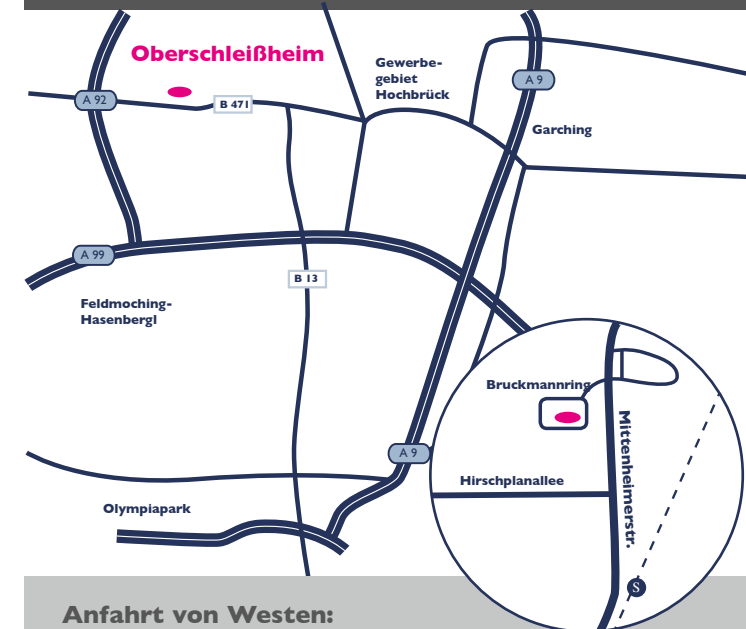 Oberschleißheim
Gewerbe-
gebiet
Hochbrück
A 9
A 92
B 471
Garching
A 99
B 13
Feldmoching-
Hasenbergl
Bruckmannring
Mittenheimerstr.
A 9
Hirschplanallee
Olympiapark
S
Anfahrt von Westen: